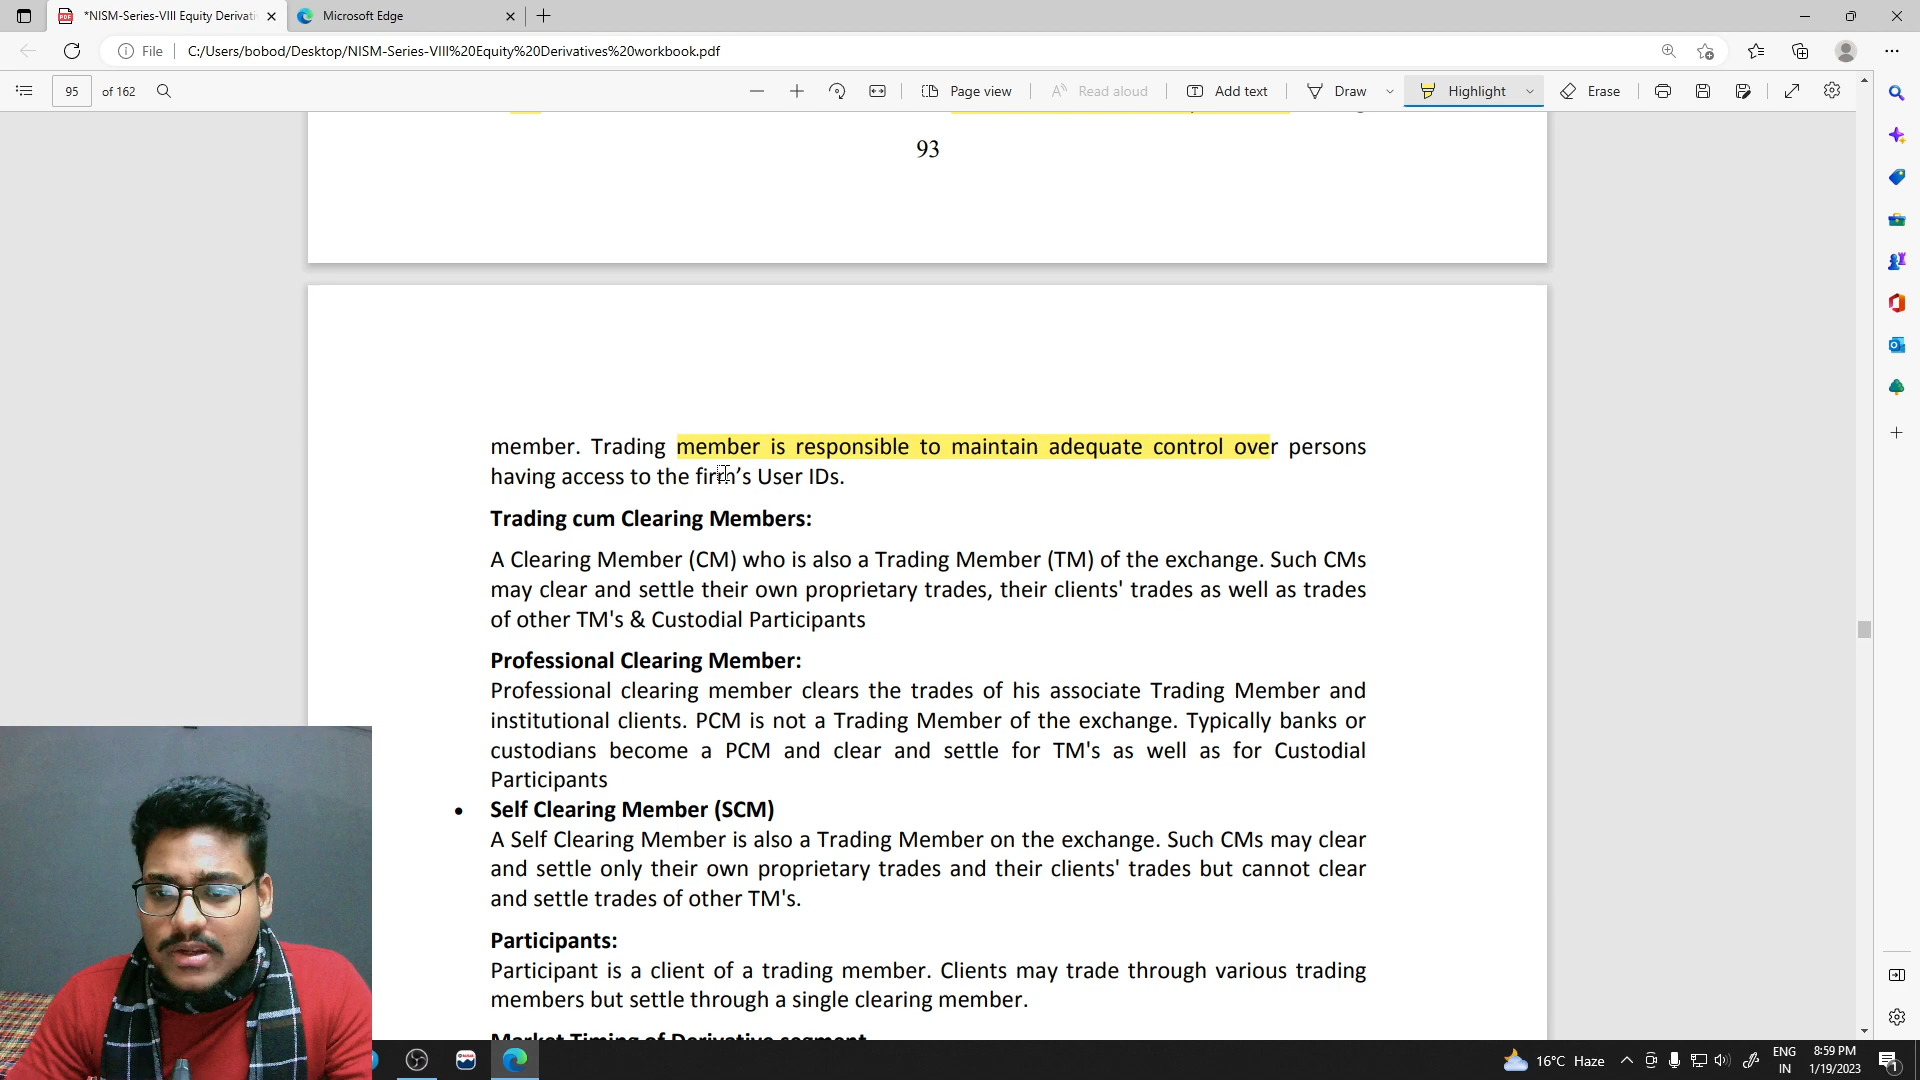 *NISM-Series-VIII Equity Derivati
Microsoft Edge
File
C:/Users/bobod/Desktop/NISM-Series-VIII%20Equity%20Derivatives%20workbook.pdf
95
of 162
Page view
Read aloud
Add text
Draw
Highlight
Erase
93
member. Trading member is responsible to maintain adequate control over persons
having access to the firm's User IDs.
Trading cum Clearing Members:
A Clearing Member (CM) who is also a Trading Member (TM) of the exchange. Such CMs
may clear and settle their own proprietary trades, their clients' trades as well as trades
of other TM's & Custodial Participants
Professional Clearing Member:
Professional clearing member clears the trades of his associate Trading Member and
institutional clients. PCM is not a Trading Member of the exchange. Typically banks or
custodians become a PCM and clear and settle for TM's as well as for Custodial
Participants
• Self Clearing Member (SCM)
A Self Clearing Member is also a Trading Member on the exchange. Such CMs may clear
and settle only their own proprietary trades and their clients' trades but cannot clear
and settle trades of other TM's.
Participants:
Participant is a client of a trading member. Clients may trade through various trading
members but settle through a single clearing member.
Market Timing of Derivative segment
16°C Haze
ENG
IN
8:59 PM
1/19/2023
1